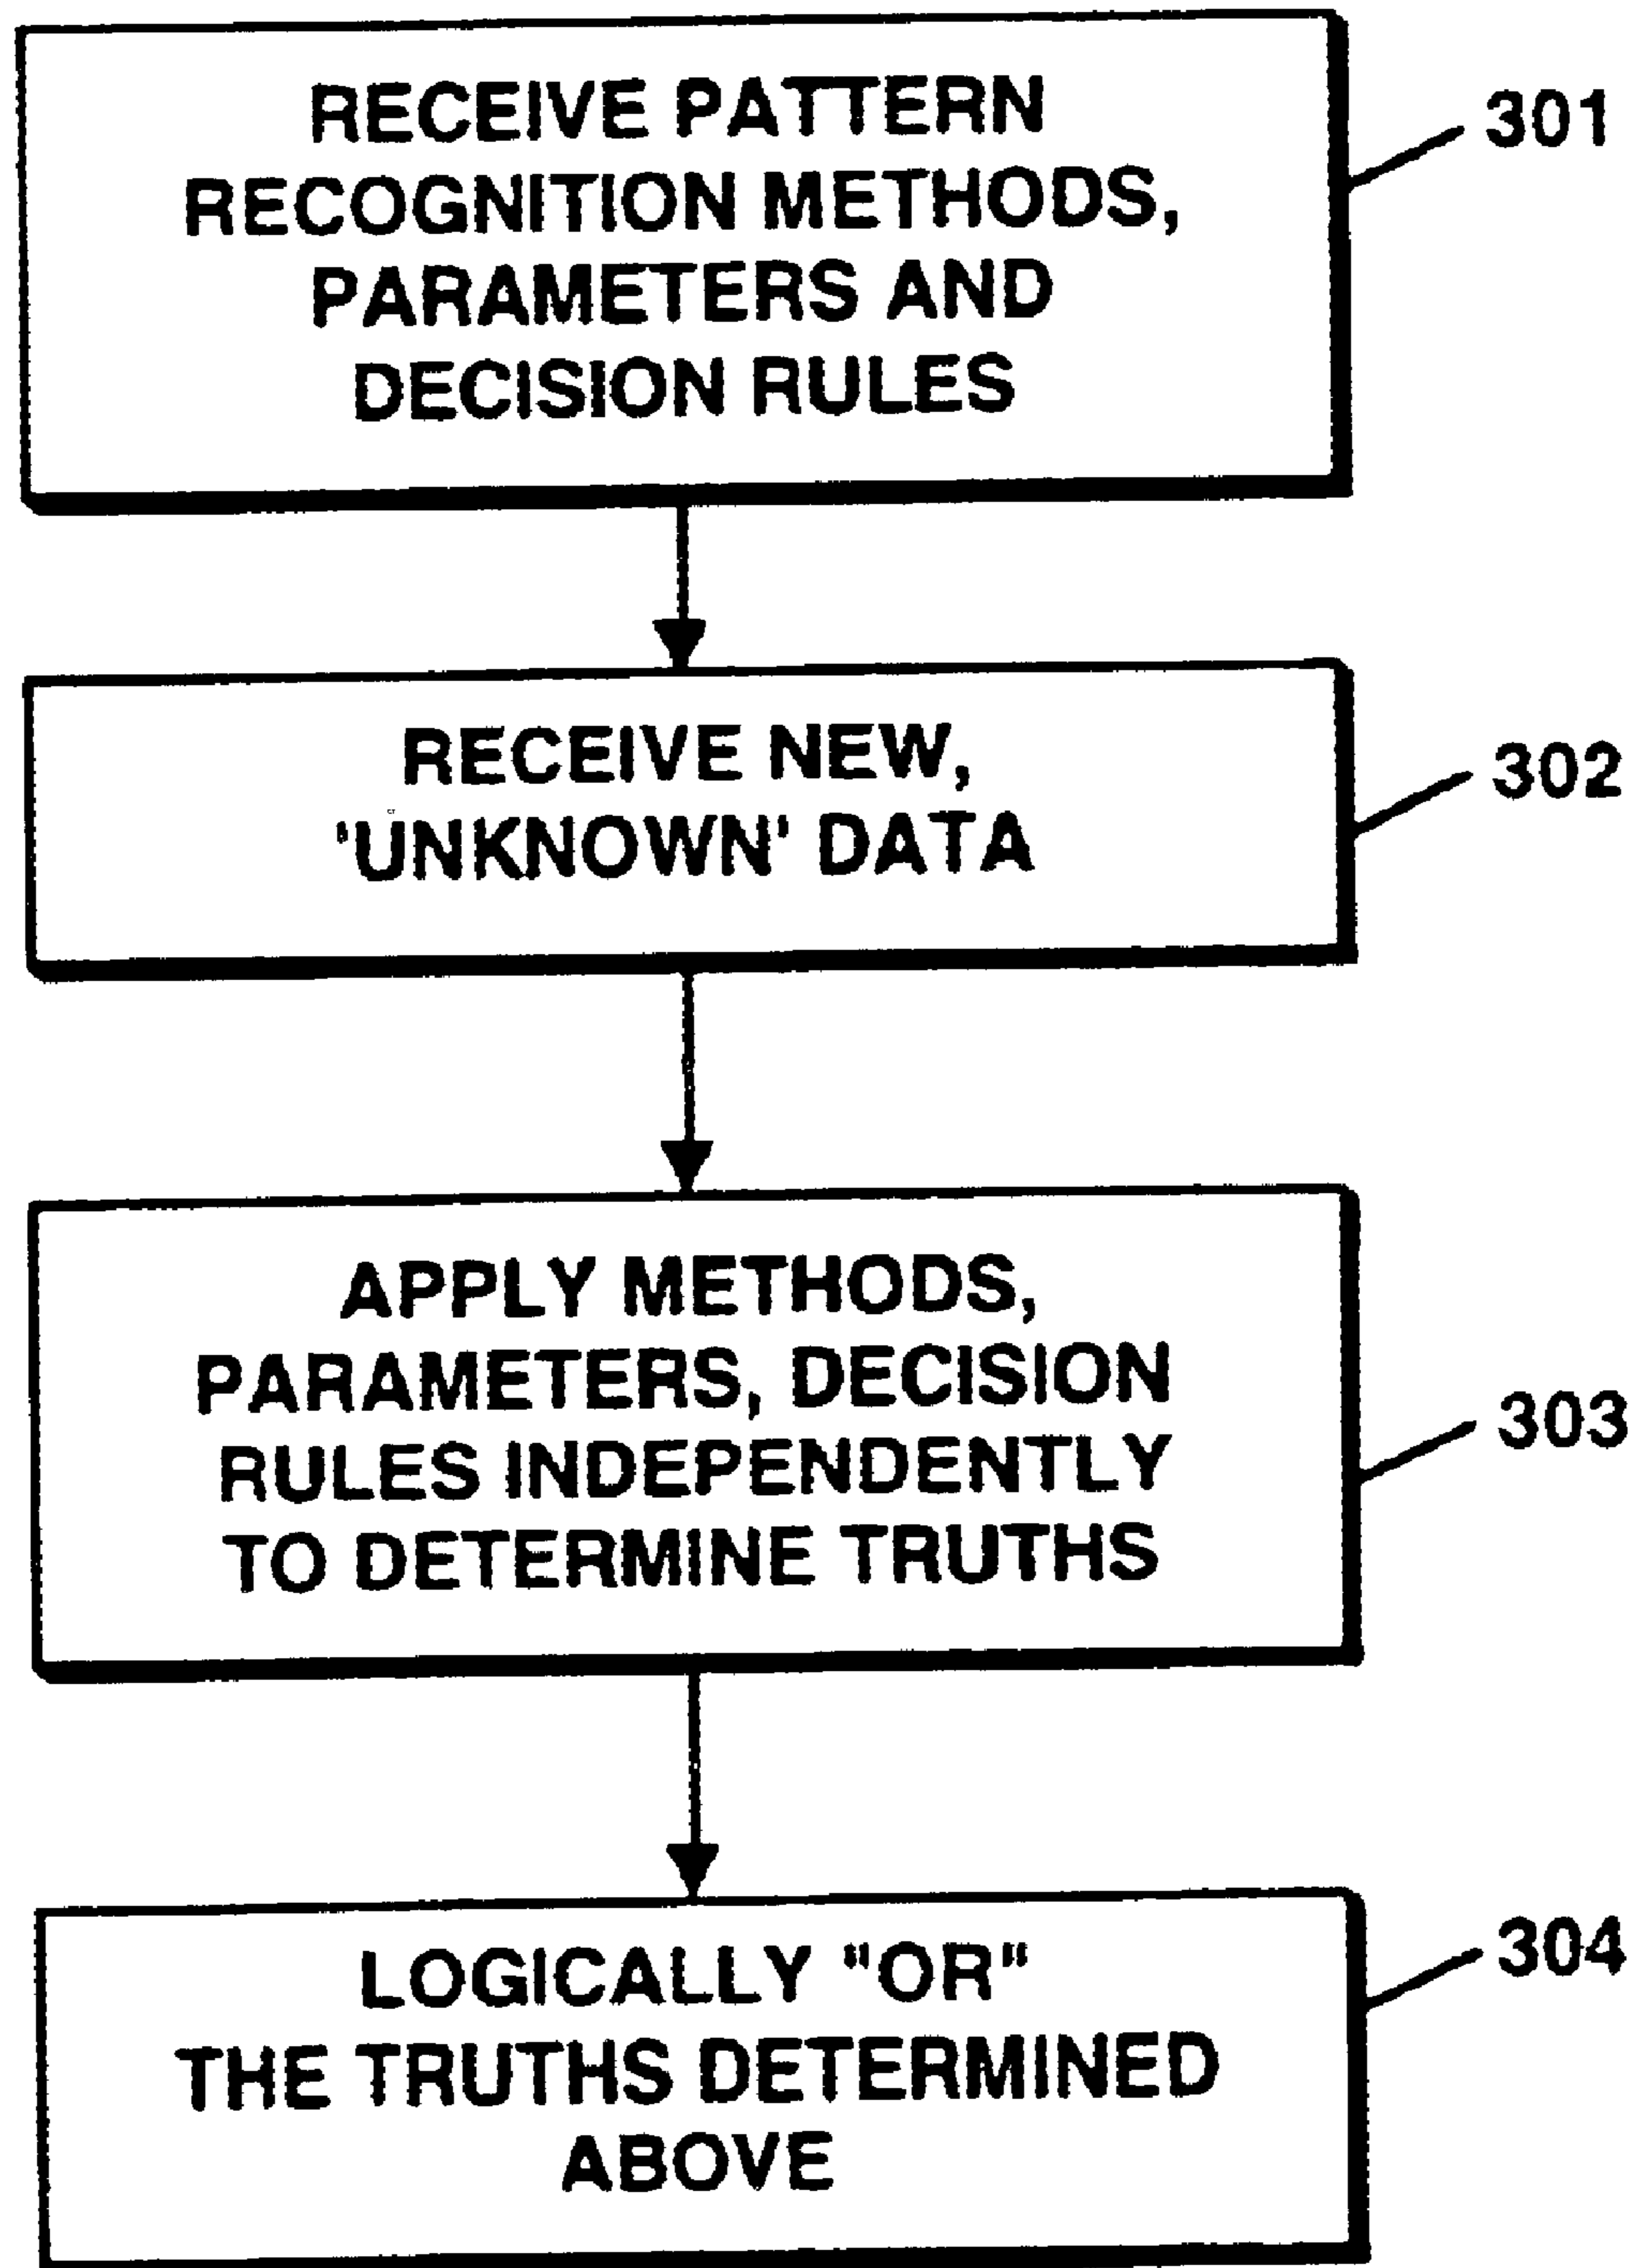 RECEIVE PATTERN
RECOGNITION METHODS,
PARAMETERS AND
DECISION RULES
301
RECEIVE NEW,
'UNKNOWN' DATA
302
APPLY METHODS,
PARAMETERS, DECISION
RULES INDEPENDENTLY
TO DETERMINE TRUTHS
303
LOGICALLY "OR"
THE TRUTHS DETERMINED
ABOVE
304